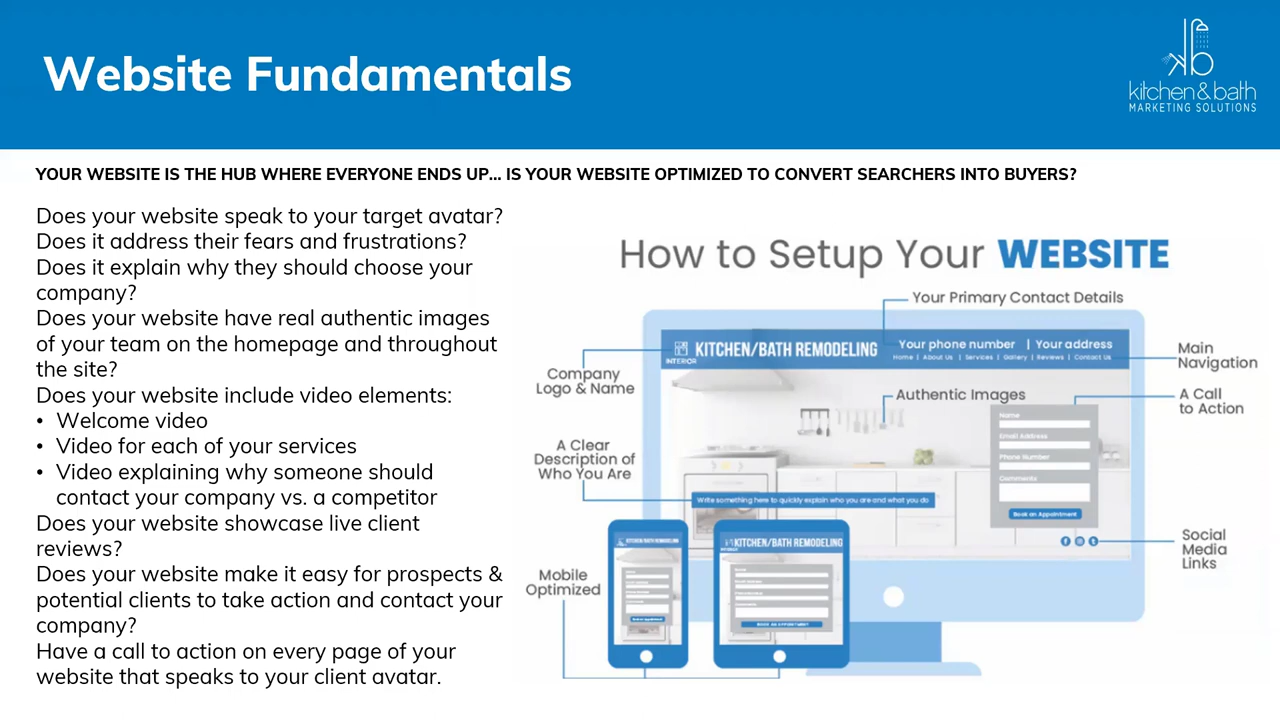 Website Fundamentals
kitchen&bath
MARKETING SOLUTIONS
YOUR WEBSITE IS THE HUB WHERE EVERYONE ENDS UP... IS YOUR WEBSITE OPTIMIZED TO CONVERT SEARCHERS INTO BUYERS?
Does your website speak to your target avatar?
Does it address their fears and frustrations?
Does it explain why they should choose your
company?
Does your website have real authentic images
of your team on the homepage and throughout
the site?
Does your website include video elements:
• Welcome video
• Video for each of your services
• Video explaining why someone should
contact your company vs. a competitor
Does your website showcase live client
reviews?
Does your website make it easy for prospects &
potential clients to take action and contact your
company?
Have a call to action on every page of your
website that speaks to your client avatar.
How to Setup Your WEBSITE
Your Primary Contact Details
INTERIOR
KITCHEN/BATH REMODELING
Your phone number | Your address
Home | About Us | Services | Gallery | Reviews | Contact Us
Main
Navigation
Company
Logo & Name
Authentic Images
A Call
to Action
Name
Email Address
Phone Number
Comments
Book an Appointment
A Clear
Description of
Who You Are
Write something here to quickly explain who you are and what you do
Social
Media
Links
Mobile
Optimized
KITCHEN/BATH REMODELING
KITCHEN/BATH REMODELING
BOOK AN APPOINTMENT